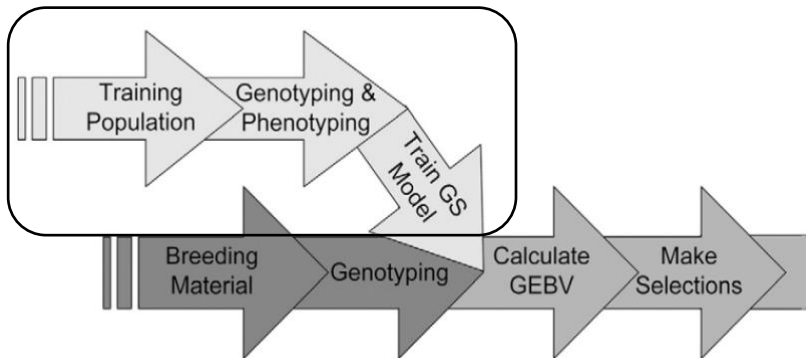 Training
Population
Genotyping &
Phenotyping
Train GS
Model
Breeding
Material
Genotyping
Calculate
GEBV
Make
Selections